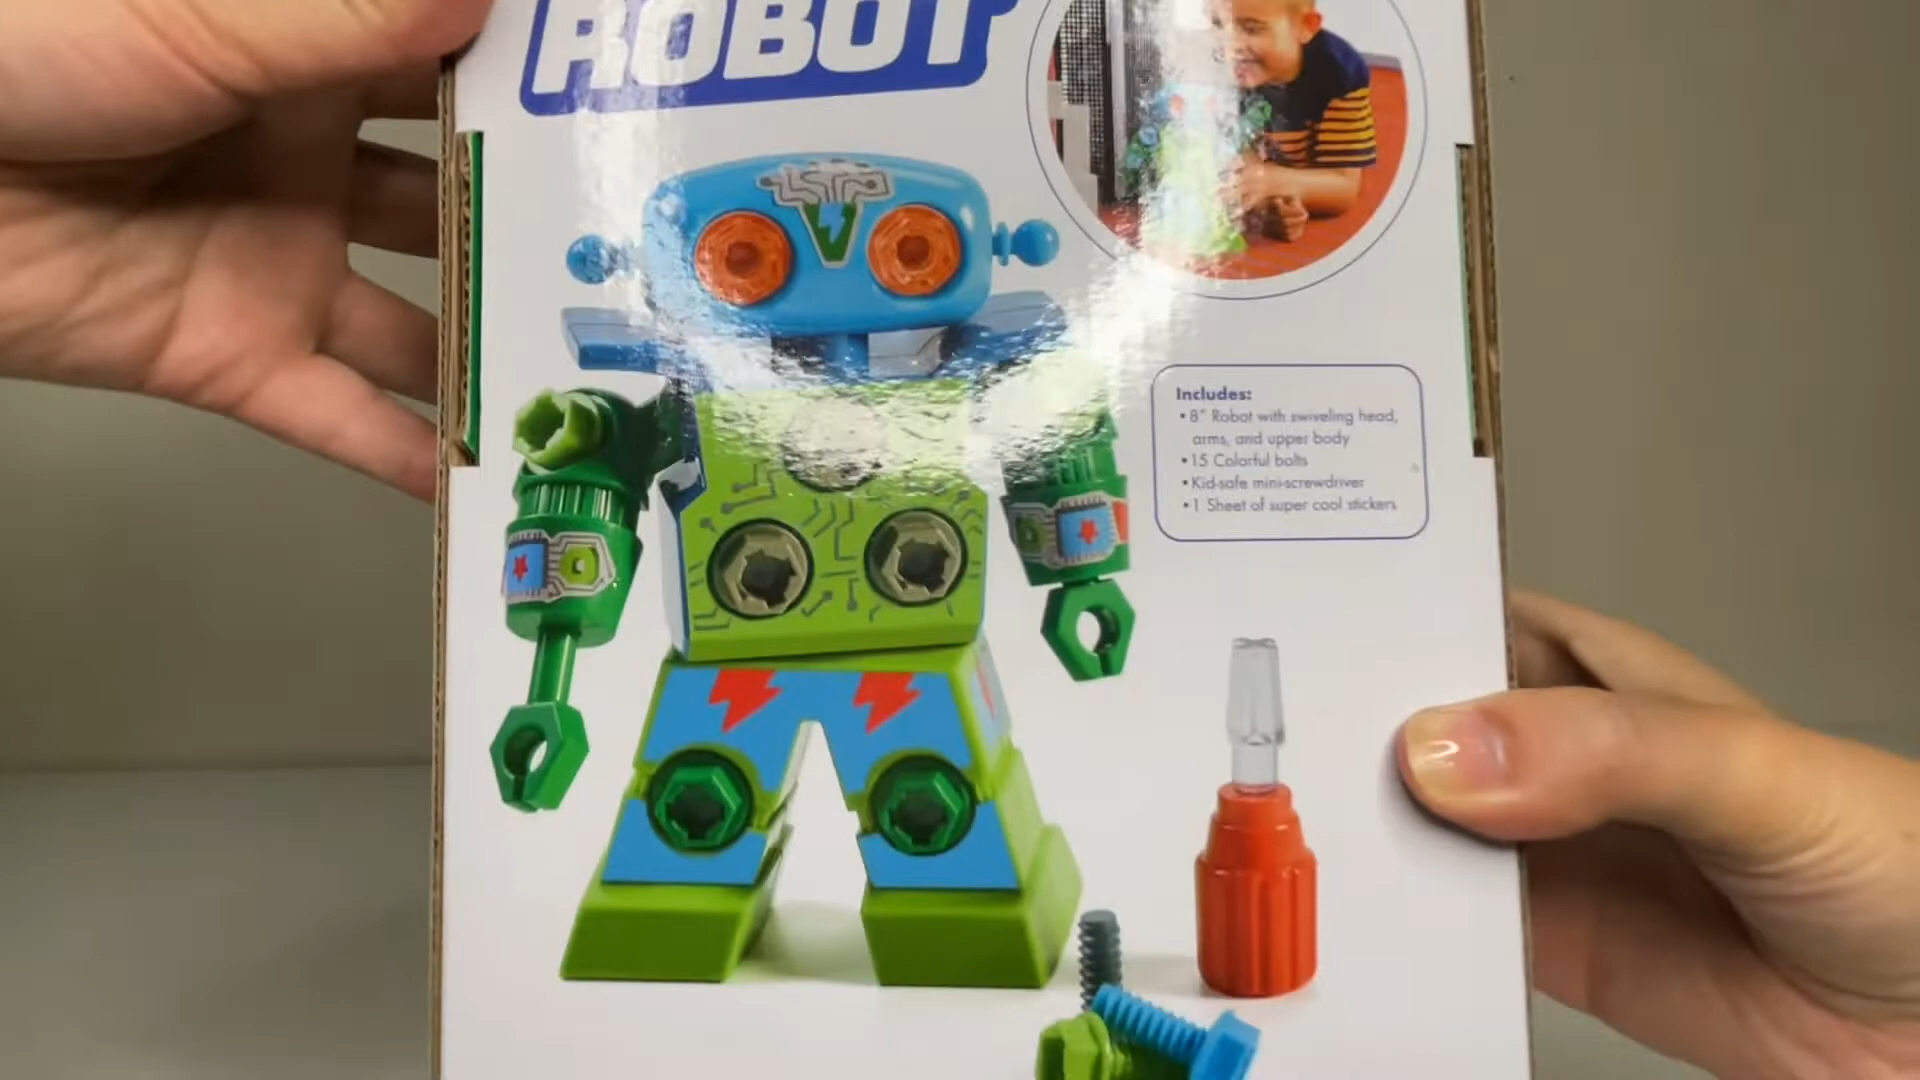 ROBOT
Includes:
•8" Robot with swiveling head,
arms, and upper body
•15 Colorful bolts
•Kid-safe mini-screwdriver
•1 Sheet of super cool stickers